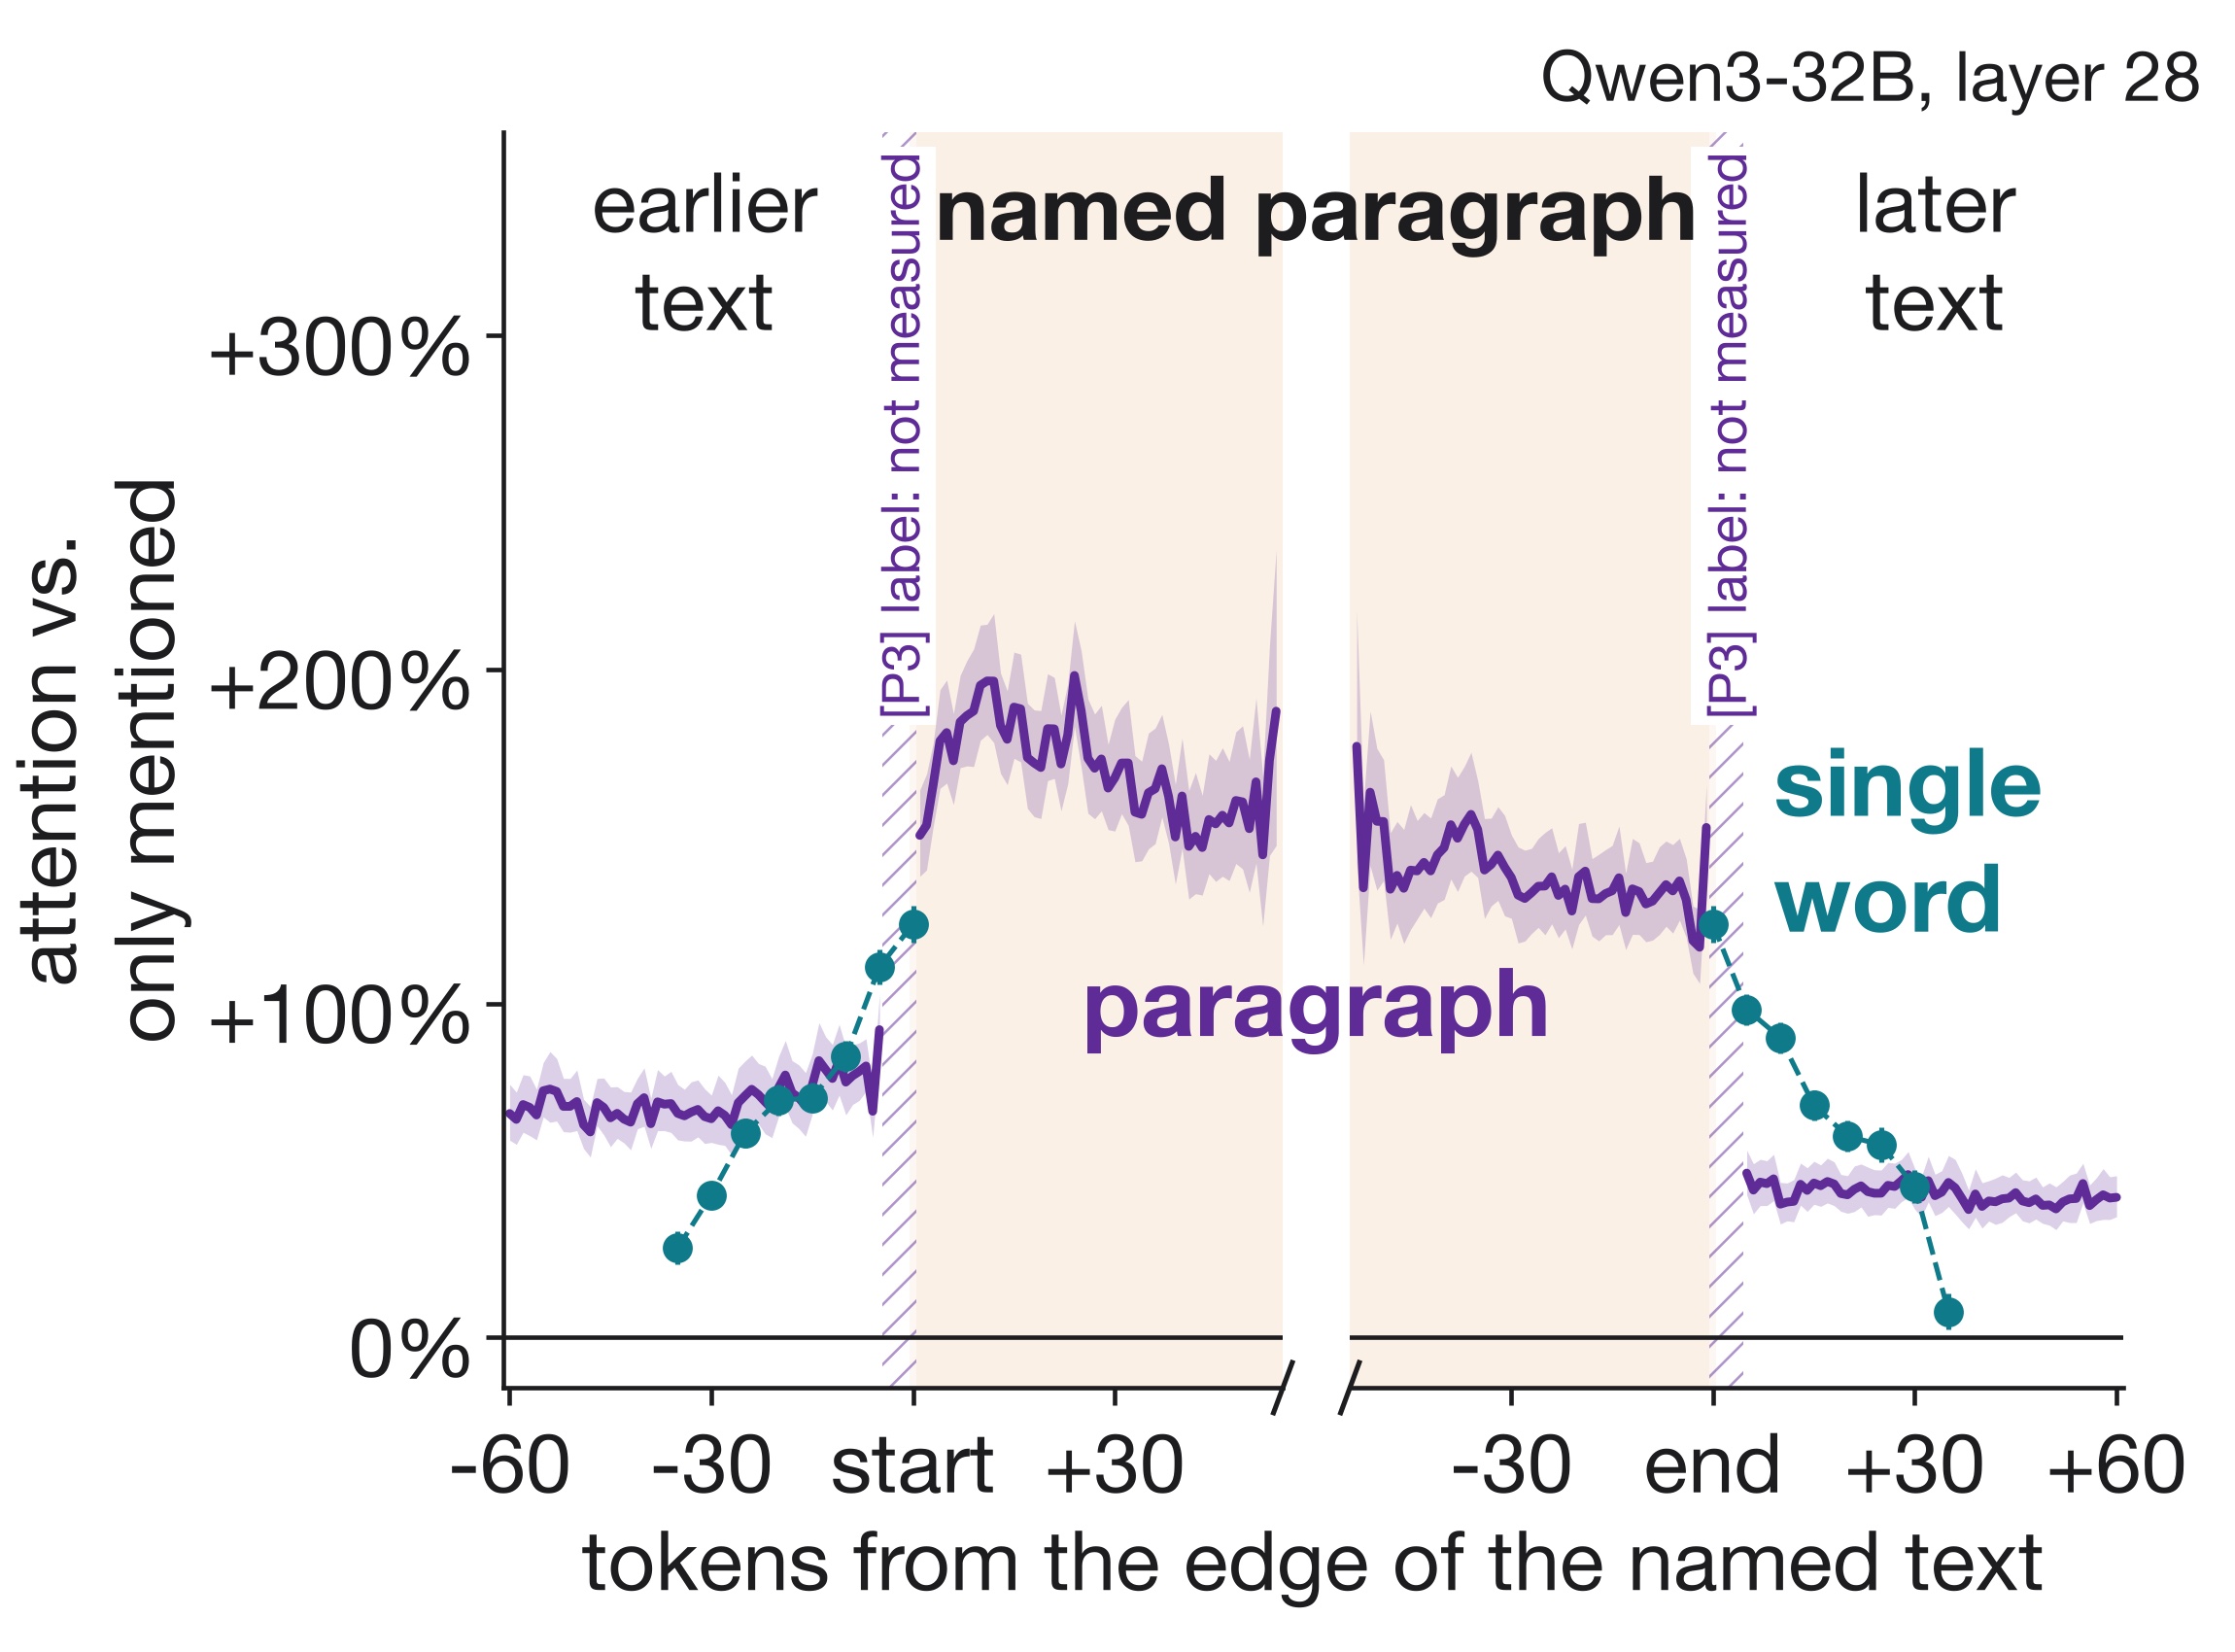 Qwen3-32B, layer 28
earlier
text
named paragraph
later
text
[P3] label: not measured
[P3] label: not measured
attention vs.
only mentioned
+300%
+200%
+100%
0%
single
word
paragraph
-60
-30
start
+30
-30
end
+30
+60
tokens from the edge of the named text